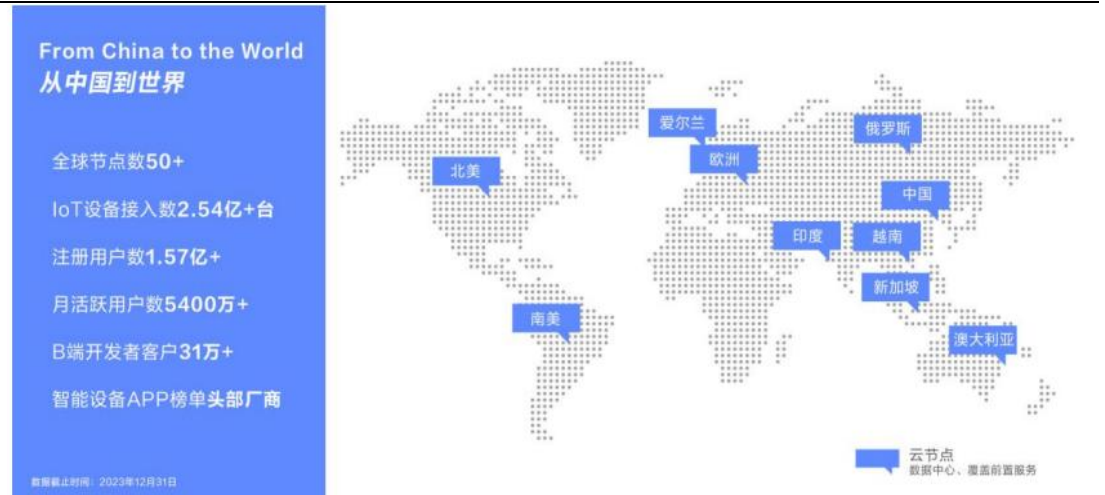 From China to the World
从中国到世界
全球节点数50+
IoT设备接入数2.54亿+台
注册用户数1.57亿+
月活跃用户数5400万+
B端开发者客户31万+
智能设备APP榜单头部厂商
数据截止时间：2023年12月31日
爱尔兰
俄罗斯
欧洲
北美
中国
印度
越南
新加坡
南美
澳大利亚
云节点
数据中心、覆盖前置服务